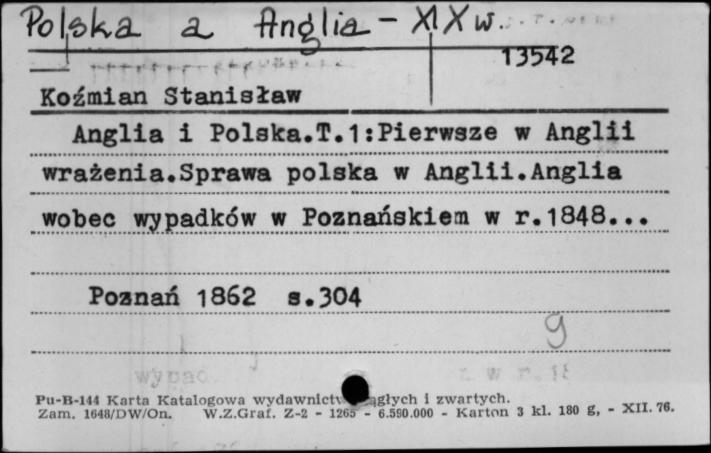 Polska a Anglia - XIX w.
13542
Koźmian Stanisław
Anglia i Polska.T.1:Pierwsze w Anglii
wrażenia.Sprawa polska w Anglii.Anglia
wobec wypadków w Poznańskiem w r.1848...
Poznań 1862 s.304
9
Pu-B-144 Karta Katalogowa i zwartych.
Zam. 1648/DW/On. W.Z.Graf. Z-2 - 1265 - 6.590.000 - Karton 3 kl. 180 g, - XII. 76.